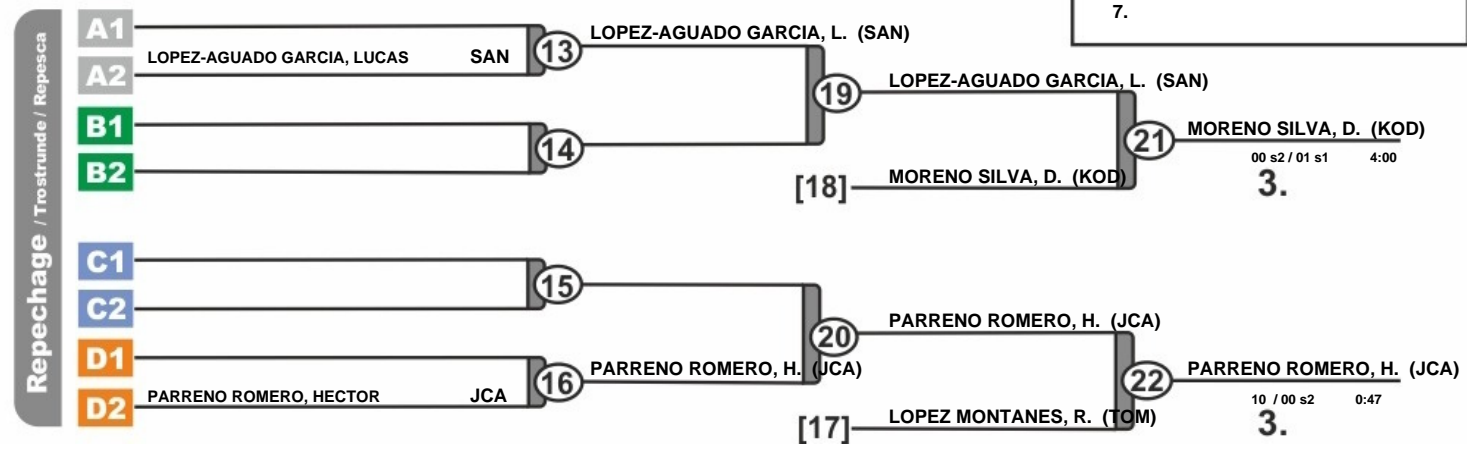 7.
Repechage / Trostrunde / Repesca
A1
LOPEZ-AGUADO GARCIA, LUCAS SAN
A2
13
LOPEZ-AGUADO GARCIA, L. (SAN)
B1
B2
14
19
LOPEZ-AGUADO GARCIA, L. (SAN)
[18]
MORENO SILVA, D. (KOD)
21
MORENO SILVA, D. (KOD)
00 s2 / 01 s1 4:00
3.
C1
C2
15
D1
PARRENO ROMERO, HECTOR JCA
D2
16
PARRENO ROMERO, H. (JCA)
20
PARRENO ROMERO, H. (JCA)
[17]
LOPEZ MONTANES, R. (TOM)
22
PARRENO ROMERO, H. (JCA)
10 / 00 s2 0:47
3.